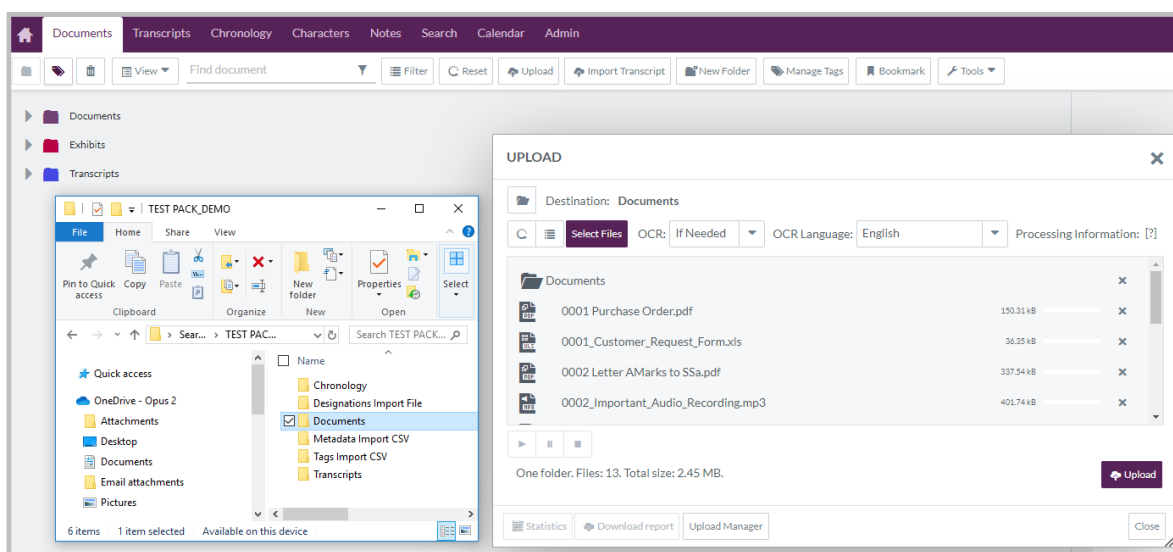 Documents Transcripts Chronology Characters Notes Search Calendar Admin
View Find document Filter Reset Upload Import Transcript New Folder Manage Tags Bookmark Tools
Documents
Exhibits
Transcripts
TEST PACK_DEMO
File Home Share View
Pin to Quick access Copy Paste New folder Properties Select
Clipboard Organize New Open
Sear... TEST PAC... Search TEST PACK...
Quick access
OneDrive - Opus 2
Attachments
Desktop
Documents
Email attachments
Pictures
Name
Chronology
Designations Import File
Documents
Metadata Import CSV
Tags Import CSV
Transcripts
6 items 1 item selected Available on this device
UPLOAD
Destination: Documents
Select Files OCR: If Needed OCR Language: English Processing Information: [?]
Documents
0001 Purchase Order.pdf 150.31 kB
0001_Customer_Request_Form.xls 36.35 kB
0002 Letter AMarks to SSa.pdf 337.54 kB
0002_Important_Audio_Recording.mp3 401.74 kB
One folder. Files: 13. Total size: 2.45 MB.
Upload
Statistics Download report Upload Manager Close